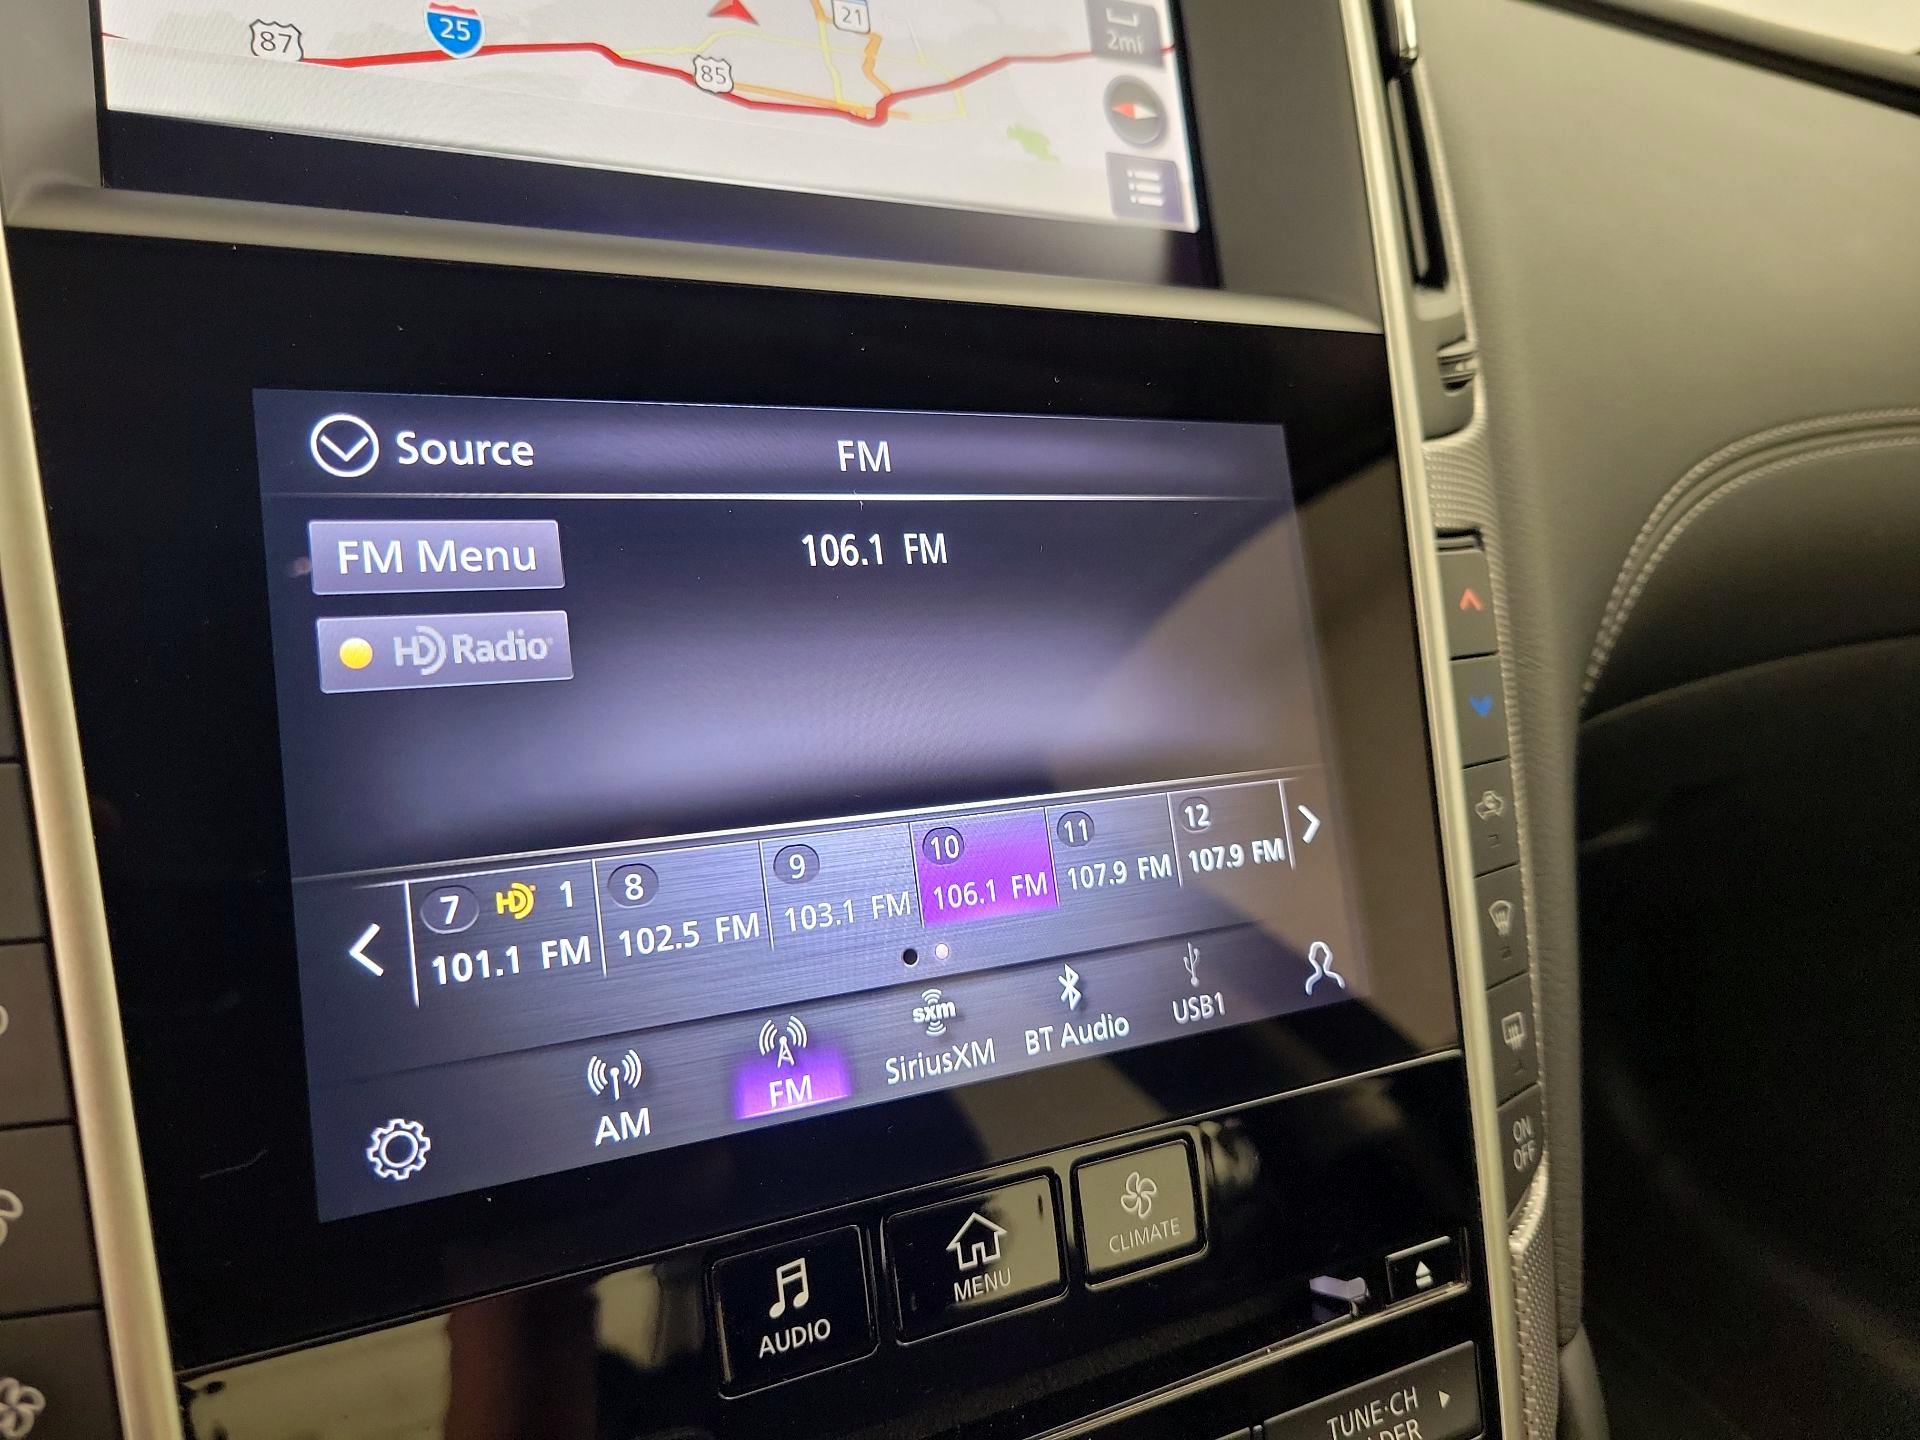 87
25
85
21
2mi
Source
FM
FM Menu
106.1 FM
HD Radio
7 HD 1
101.1 FM
8
102.5 FM
9
103.1 FM
10
106.1 FM
11
107.9 FM
12
107.9 FM
AM
FM
sxm
SiriusXM
BT Audio
USB1
ON
OFF
AUDIO
MENU
CLIMATE
TUNE·CH